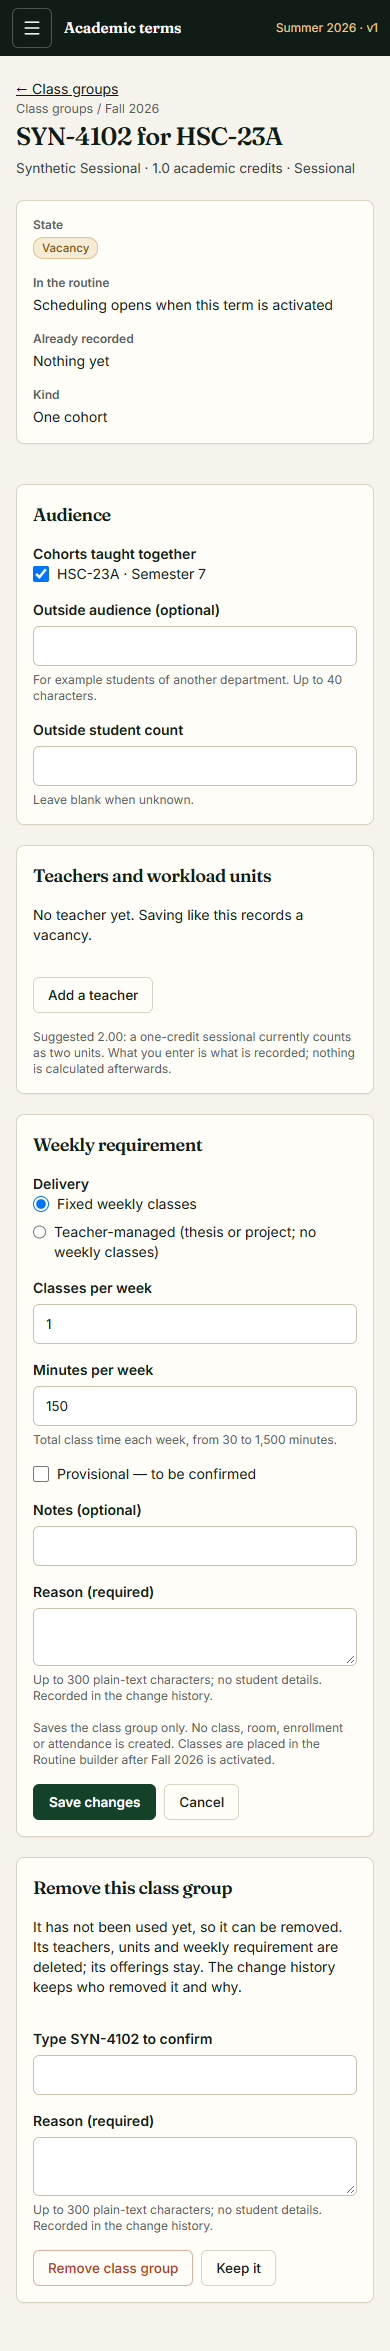 Academic terms
Summer 2026 · v1
← Class groups
Class groups / Fall 2026
SYN-4102 for HSC-23A
Synthetic Sessional · 1.0 academic credits · Sessional
State
Vacancy
In the routine
Scheduling opens when this term is activated
Already recorded
Nothing yet
Kind
One cohort
Audience
Cohorts taught together
HSC-23A · Semester 7
Outside audience (optional)
For example students of another department. Up to 40
characters.
Outside student count
Leave blank when unknown.
Teachers and workload units
No teacher yet. Saving like this records a
vacancy.
Add a teacher
Suggested 2.00: a one-credit sessional currently counts
as two units. What you enter is what is recorded; nothing
is calculated afterwards.
Weekly requirement
Delivery
Fixed weekly classes
Teacher-managed (thesis or project; no
weekly classes)
Classes per week
1
Minutes per week
150
Total class time each week, from 30 to 1,500 minutes.
Provisional — to be confirmed
Notes (optional)
Reason (required)
Up to 300 plain-text characters; no student details.
Recorded in the change history.
Saves the class group only. No class, room, enrollment
or attendance is created. Classes are placed in the
Routine builder after Fall 2026 is activated.
Save changes
Cancel
Remove this class group
It has not been used yet, so it can be removed.
Its teachers, units and weekly requirement are
deleted; its offerings stay. The change history
keeps who removed it and why.
Type SYN-4102 to confirm
Reason (required)
Up to 300 plain-text characters; no student details.
Recorded in the change history.
Remove class group
Keep it